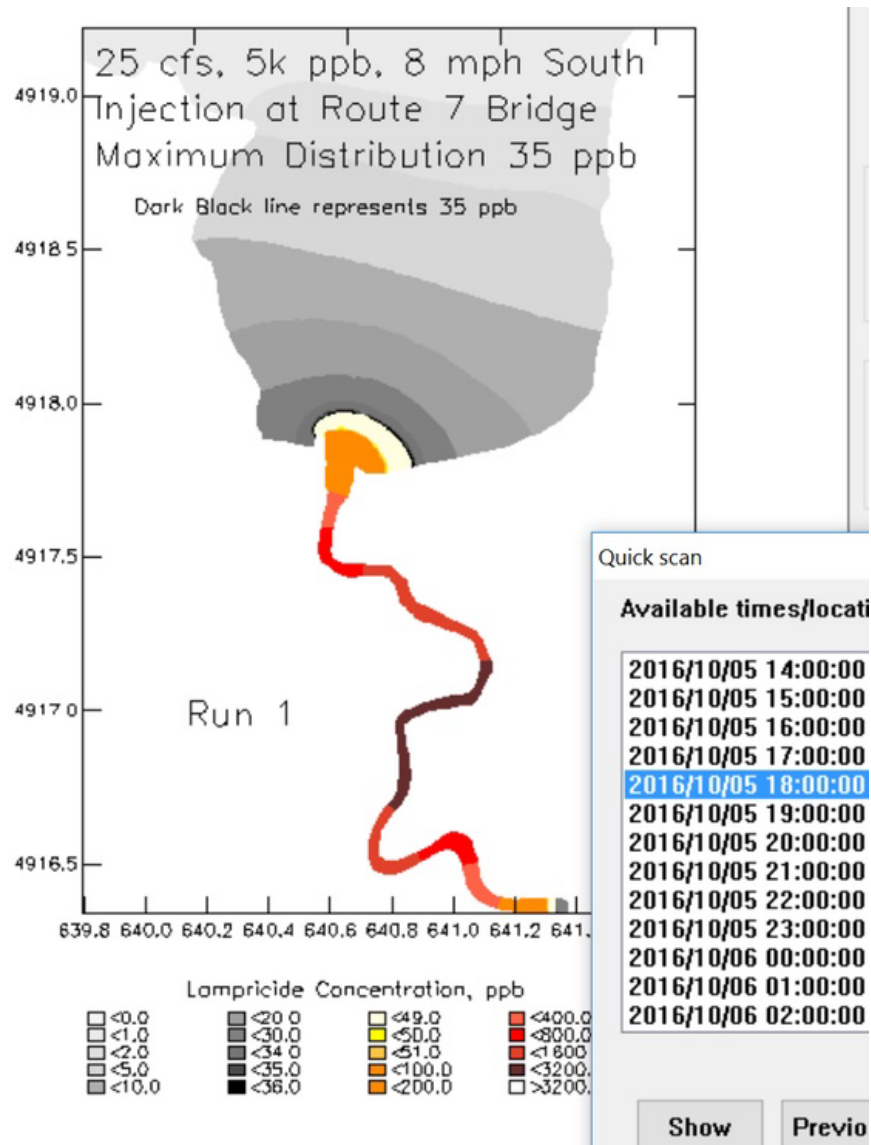 25 cfs, 5k ppb, 8 mph South
Injection at Route 7 Bridge
Maximum Distribution 35 ppb
Dark Black line represents 35 ppb
4919.0
4918.5
4918.0
4917.5
4917.0
4916.5
Run 1
639.8 640.0 640.2 640.4 640.6 640.8 641.0 641.2 641.
Lampricide Concentration, ppb
<0.0 <20.0 <49.0 <400.0
<1.0 <30.0 <50.0 <800.0
<2.0 <34.0 <51.0 <1600
<5.0 <35.0 <100.0 <3200.
<10.0 <36.0 <200.0 >3200.
Quick scan
Available times/locati
2016/10/05 14:00:00
2016/10/05 15:00:00
2016/10/05 16:00:00
2016/10/05 17:00:00
2016/10/05 18:00:00
2016/10/05 19:00:00
2016/10/05 20:00:00
2016/10/05 21:00:00
2016/10/05 22:00:00
2016/10/05 23:00:00
2016/10/06 00:00:00
2016/10/06 01:00:00
2016/10/06 02:00:00
Show Previo